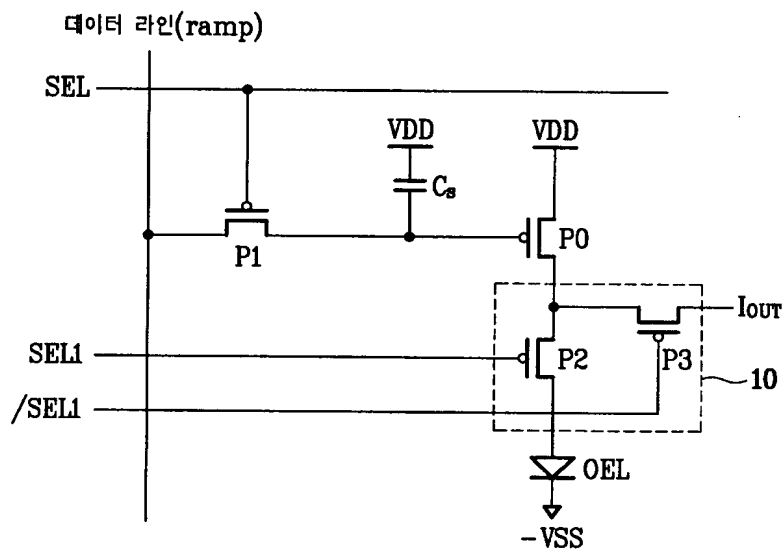 데이터 라인(ramp)
SEL
VDD
VDD
Cs
P1
P0
IOUT
SEL1
P2
P3
10
/SEL1
OEL
-VSS